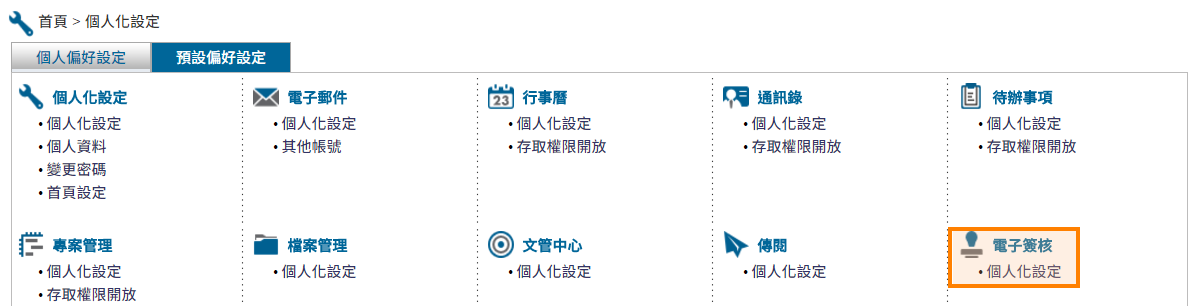 首頁 > 個人化設定
個人偏好設定
預設偏好設定
個人化設定
• 個人化設定
• 個人資料
• 變更密碼
• 首頁設定
電子郵件
• 個人化設定
• 其他帳號
23
行事曆
• 個人化設定
• 存取權限開放
通訊錄
• 個人化設定
• 存取權限開放
待辦事項
• 個人化設定
• 存取權限開放
專案管理
• 個人化設定
• 存取權限開放
檔案管理
• 個人化設定
文管中心
• 個人化設定
傳閱
• 個人化設定
電子簽核
• 個人化設定